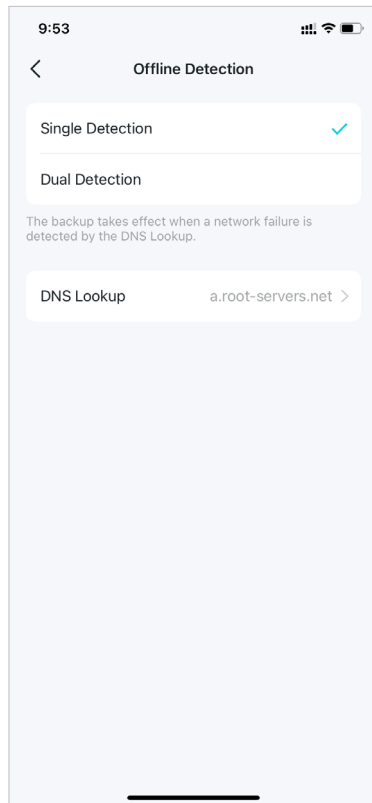 9:53
Offline Detection
Single Detection
Dual Detection
The backup takes effect when a network failure is
detected by the DNS Lookup.
DNS Lookup a.root-servers.net